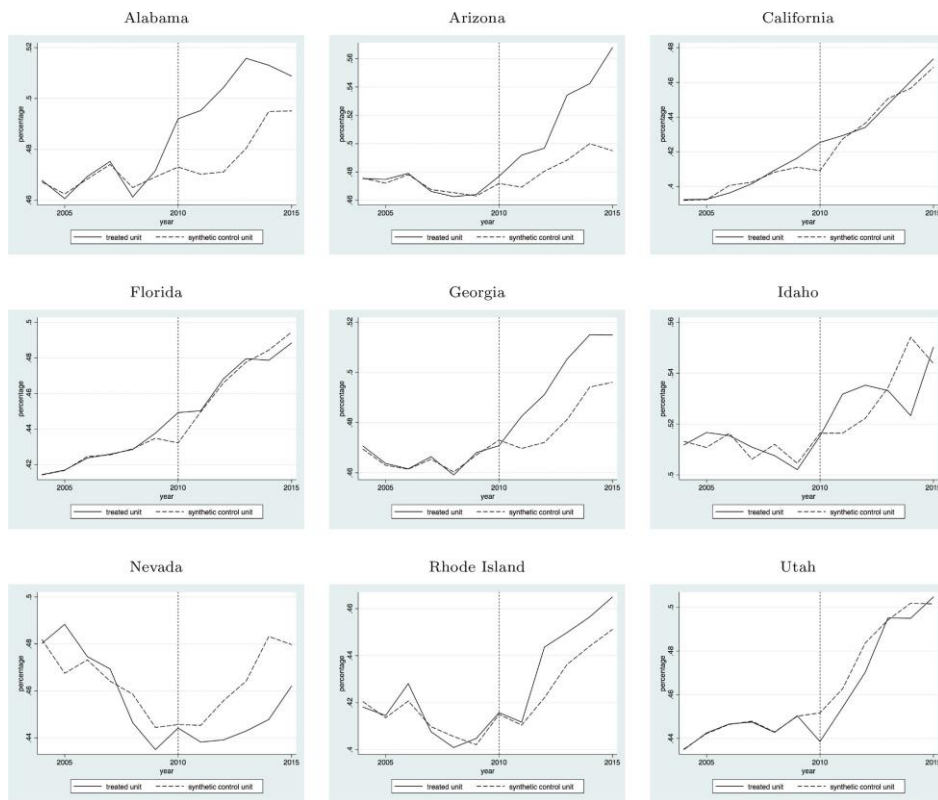 Alabama
percentage
.52
.5
.48
.46
2005
2010
2015
year
treated unit
synthetic control unit
Arizona
percentage
.56
.54
.52
.5
.48
.46
2005
2010
2015
year
treated unit
synthetic control unit
California
percentage
.48
.46
.44
.42
.4
2005
2010
2015
year
treated unit
synthetic control unit
Florida
percentage
.5
.48
.46
.44
.42
2005
2010
2015
year
treated unit
synthetic control unit
Georgia
percentage
.52
.5
.48
.46
2005
2010
2015
year
treated unit
synthetic control unit
Idaho
percentage
.56
.54
.52
.5
2005
2010
2015
year
treated unit
synthetic control unit
Nevada
percentage
.5
.48
.46
.44
2005
2010
2015
year
treated unit
synthetic control unit
Rhode Island
percentage
.46
.44
.42
.4
2005
2010
2015
year
treated unit
synthetic control unit
Utah
percentage
.5
.48
.46
.44
2005
2010
2015
year
treated unit
synthetic control unit